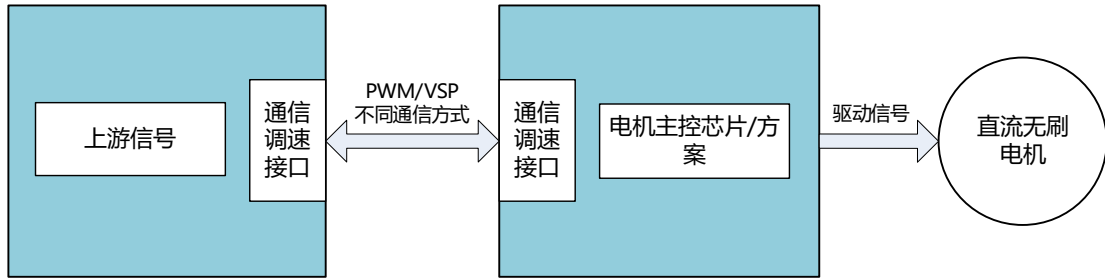 上游信号
通信
调速
接口
PWM/VSP
不同通信方式
通信
调速
接口
电机主控芯片/方
案
驱动信号
直流无刷
电机